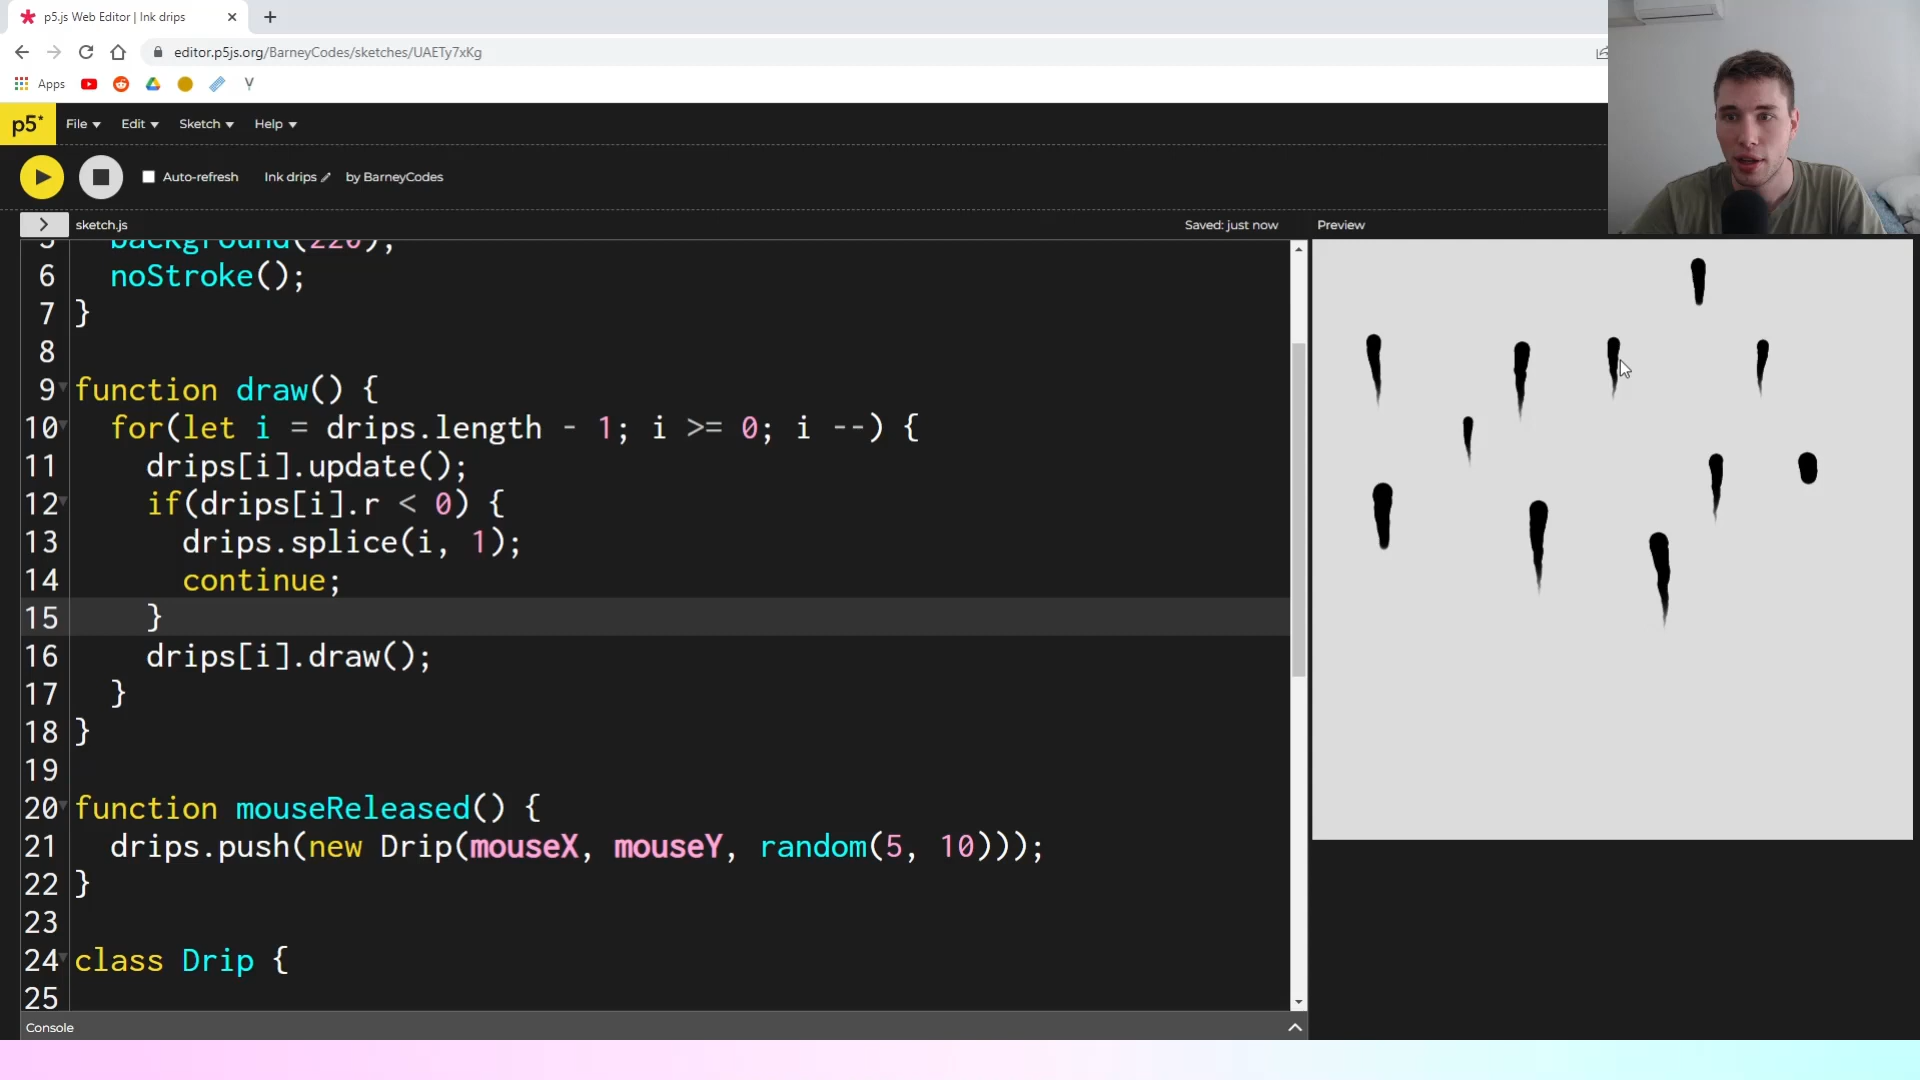 p5.js Web Editor | Ink drips
editor.p5js.org/BarneyCodes/sketches/UAETy7xKg
Apps
p5* File Edit Sketch Help
Auto-refresh Ink drips by BarneyCodes
sketch.js Saved: just now Preview
5 background(220);
6 noStroke();
7 }
8
9 function draw() {
10 for(let i = drips.length - 1; i >= 0; i --) {
11 drips[i].update();
12 if(drips[i].r < 0) {
13 drips.splice(i, 1);
14 continue;
15 }
16 drips[i].draw();
17 }
18 }
19
20 function mouseReleased() {
21 drips.push(new Drip(mouseX, mouseY, random(5, 10)));
22 }
23
24 class Drip {
25
Console